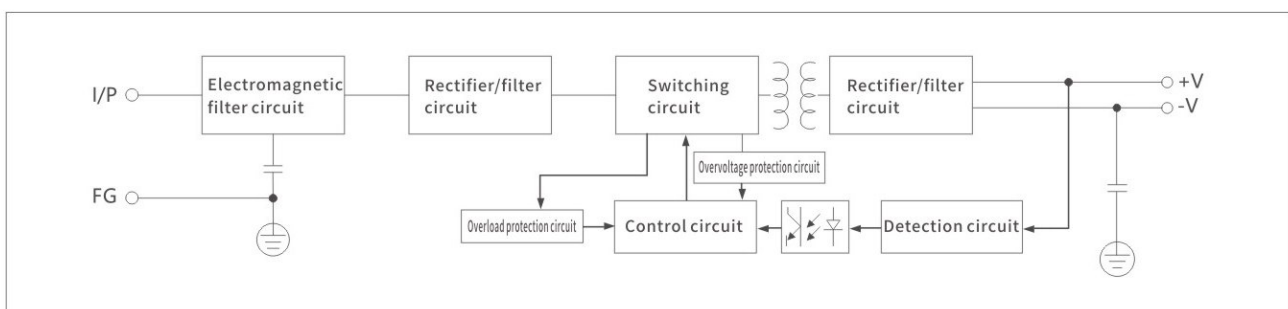 I/P
Electromagnetic
filter circuit
Rectifier/filter
circuit
Switching
circuit
Rectifier/filter
circuit
+V
-V
Overvoltage protection circuit
FG
Overload protection circuit
Control circuit
Detection circuit